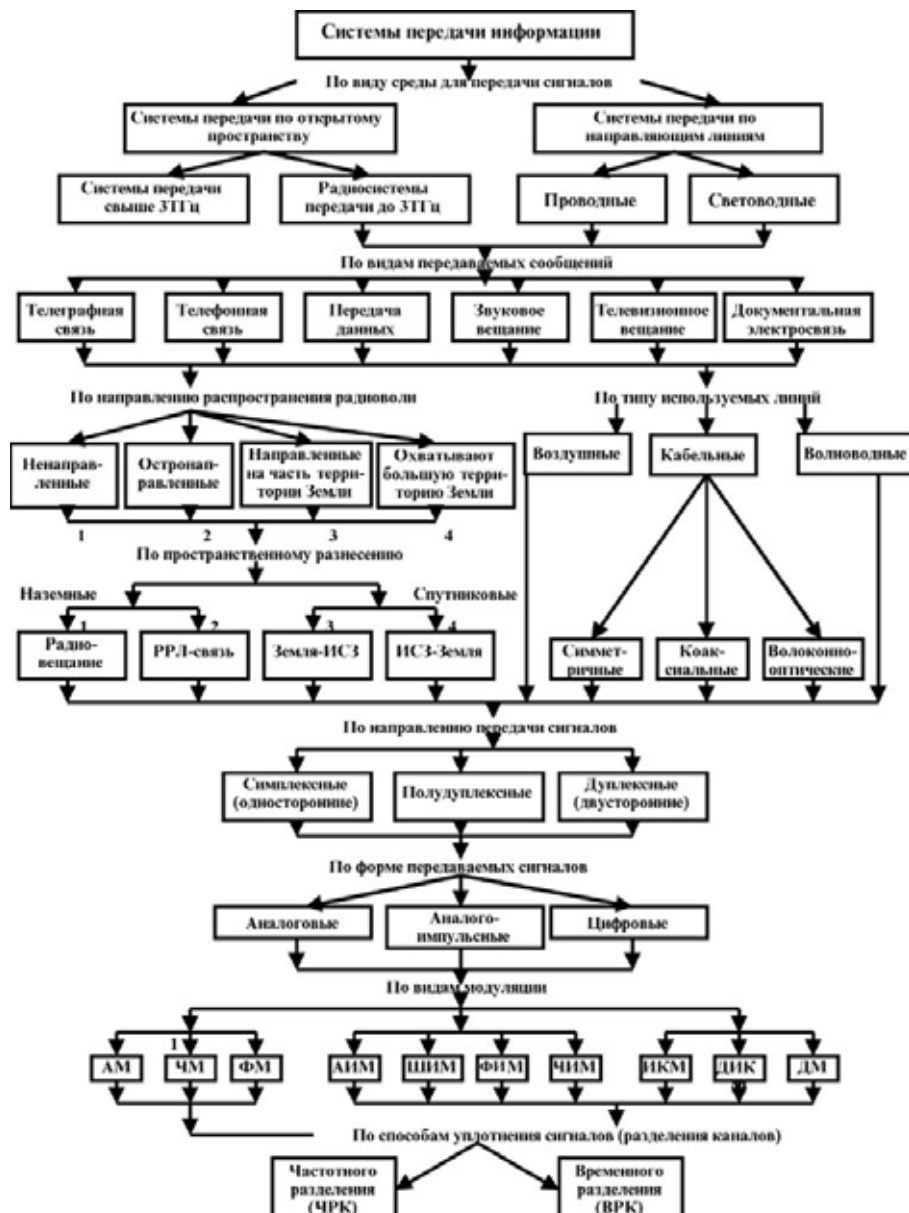 Системы передачи информации
По виду среды для передачи сигналов
Системы передачи по открытому
пространству
Системы передачи по
направляющим линиям
Системы передачи
свыше 3ТГц
Радиосистемы
передачи до 3ТГц
Проводные
Световодные
По видам передаваемых сообщений
Телеграфная
связь
Телефонная
связь
Передача
данных
Звуковое
вещание
Телевизионное
вещание
Документальная
электросвязь
По направлению распространения радиоволн
По типу используемых линий
Ненаправ-
ленные
Остронап-
равленные
Направленные
на часть терри-
тории Земли
Охватывают
большую терри-
торию Земли
Воздушные
Кабельные
Волноводные
1 2 3 4
По пространственному разнесению
Наземные
Спутниковые
1 2 3 4
Радио-
вещание
РРЛ-связь
Земля-ИСЗ
ИСЗ-Земля
Симмет-
ричные
Коак-
сиальные
Волоконно-
оптические
По направлению передачи сигналов
Симплексные
(односторонние)
Полудуплексные
Дуплексные
(двусторонние)
По форме передаваемых сигналов
Аналоговые
Аналого-
импульсные
Цифровые
По видам модуляции
1
АМ ЧМ ФМ АИМ ШИМ ФИМ ЧИМ ИКМ ДИК ДМ
По способам уплотнения сигналов (разделения каналов)
Частотного
разделения
(ЧРК)
Временного
разделения
(ВРК)